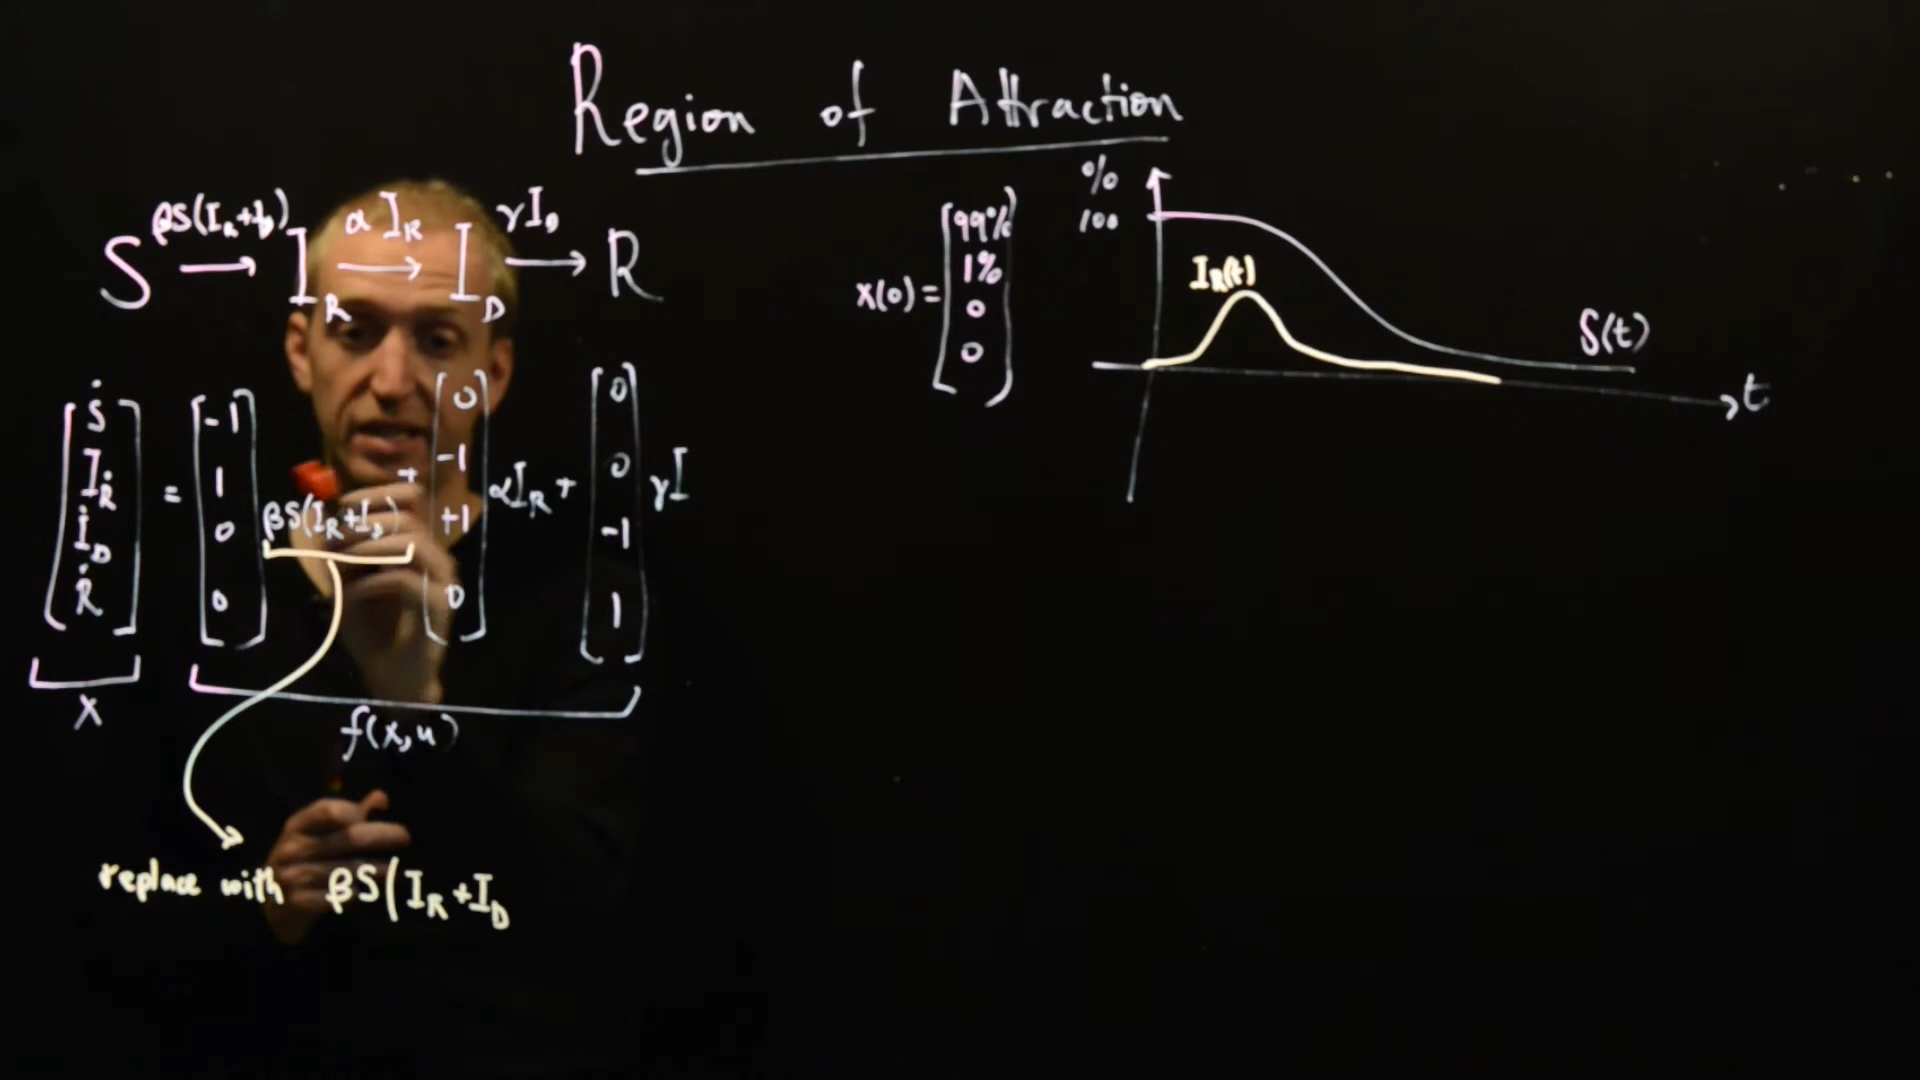 Region of Attraction
βS(I_R+I_D) α I_R γI_D
S → I_R → I_D → R
[Ṡ İ_R İ_D Ṙ] = [-1 1 0 0] βS(I_R+I_D) + [0 -1 +1 0] αI_R + [0 0 -1 1] γI
x
f(x,u)
replace with βS(I_R+I_D
x(0) = [99% 1% 0 0]
%
100
I_R(t)
S(t)
t